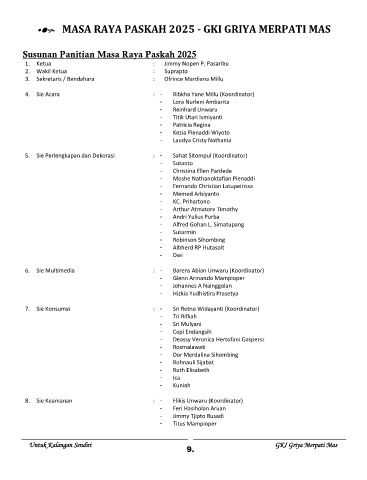 MASA RAYA PASKAH 2025 - GKI GRIYA MERPATI MAS
Susunan Panitian Masa Raya Paskah 2025
1. Ketua : Jimmy Nopen P. Pasaribu
2. Wakil Ketua : Suprapto
3. Sekretaris / Bendahara : Ofrince Mardiana Millu
4. Sie Acara : - Ribkha Yane Millu (Koordinator)
- Lora Nurleni Ambarita
- Reinhard Unwaru
- Titik Utari Ismiyanti
- Patricia Regina
- Kezia Pienaddi Wiyoto
- Laudya Cristy Nathania
5. Sie Perlengkapan dan Dekorasi : - Sahat Sitompul (Koordinator)
- Sutanto
- Christina Ellen Pardede
- Moshe Nathanoktafian Pienaddi
- Fernando Christian Latupeirissa
- Memed Arbiyanto
- KC. Prihartono
- Arthur Atmatore Timothy
- Andri Yulius Purba
- Alfred Gohan L. Simatupang
- Sutarmin
- Robinson Sihombing
- Albherd RP Hutasoit
- Dwi
6. Sie Multimedia : - Barens Abian Unwaru (Koordinator)
- Glenn Armando Mampioper
- Johannes A Nainggolan
- Hizkia Yudhistira Prasetya
7. Sie Konsumsi : - Sri Retno Widayanti (Koordinator)
- Tri Rifkah
- Sri Mulyani
- Cepi Endangsih
- Deassy Veronica Hertofani Gaspersz
- Rosmalawati
- Dor Merdalina Sihombing
- Rohnauli Sijabat
- Ruth Elisabeth
- Ica
- Kuniah
8. Sie Keamanan : - Flikis Unwaru (Koordinator)
- Feri Hasiholan Aruan
- Jimmy Tjipto Rusadi
- Titus Mampioper
Untuk Kalangan Sendiri GKI Griya Merpati Mas
9.